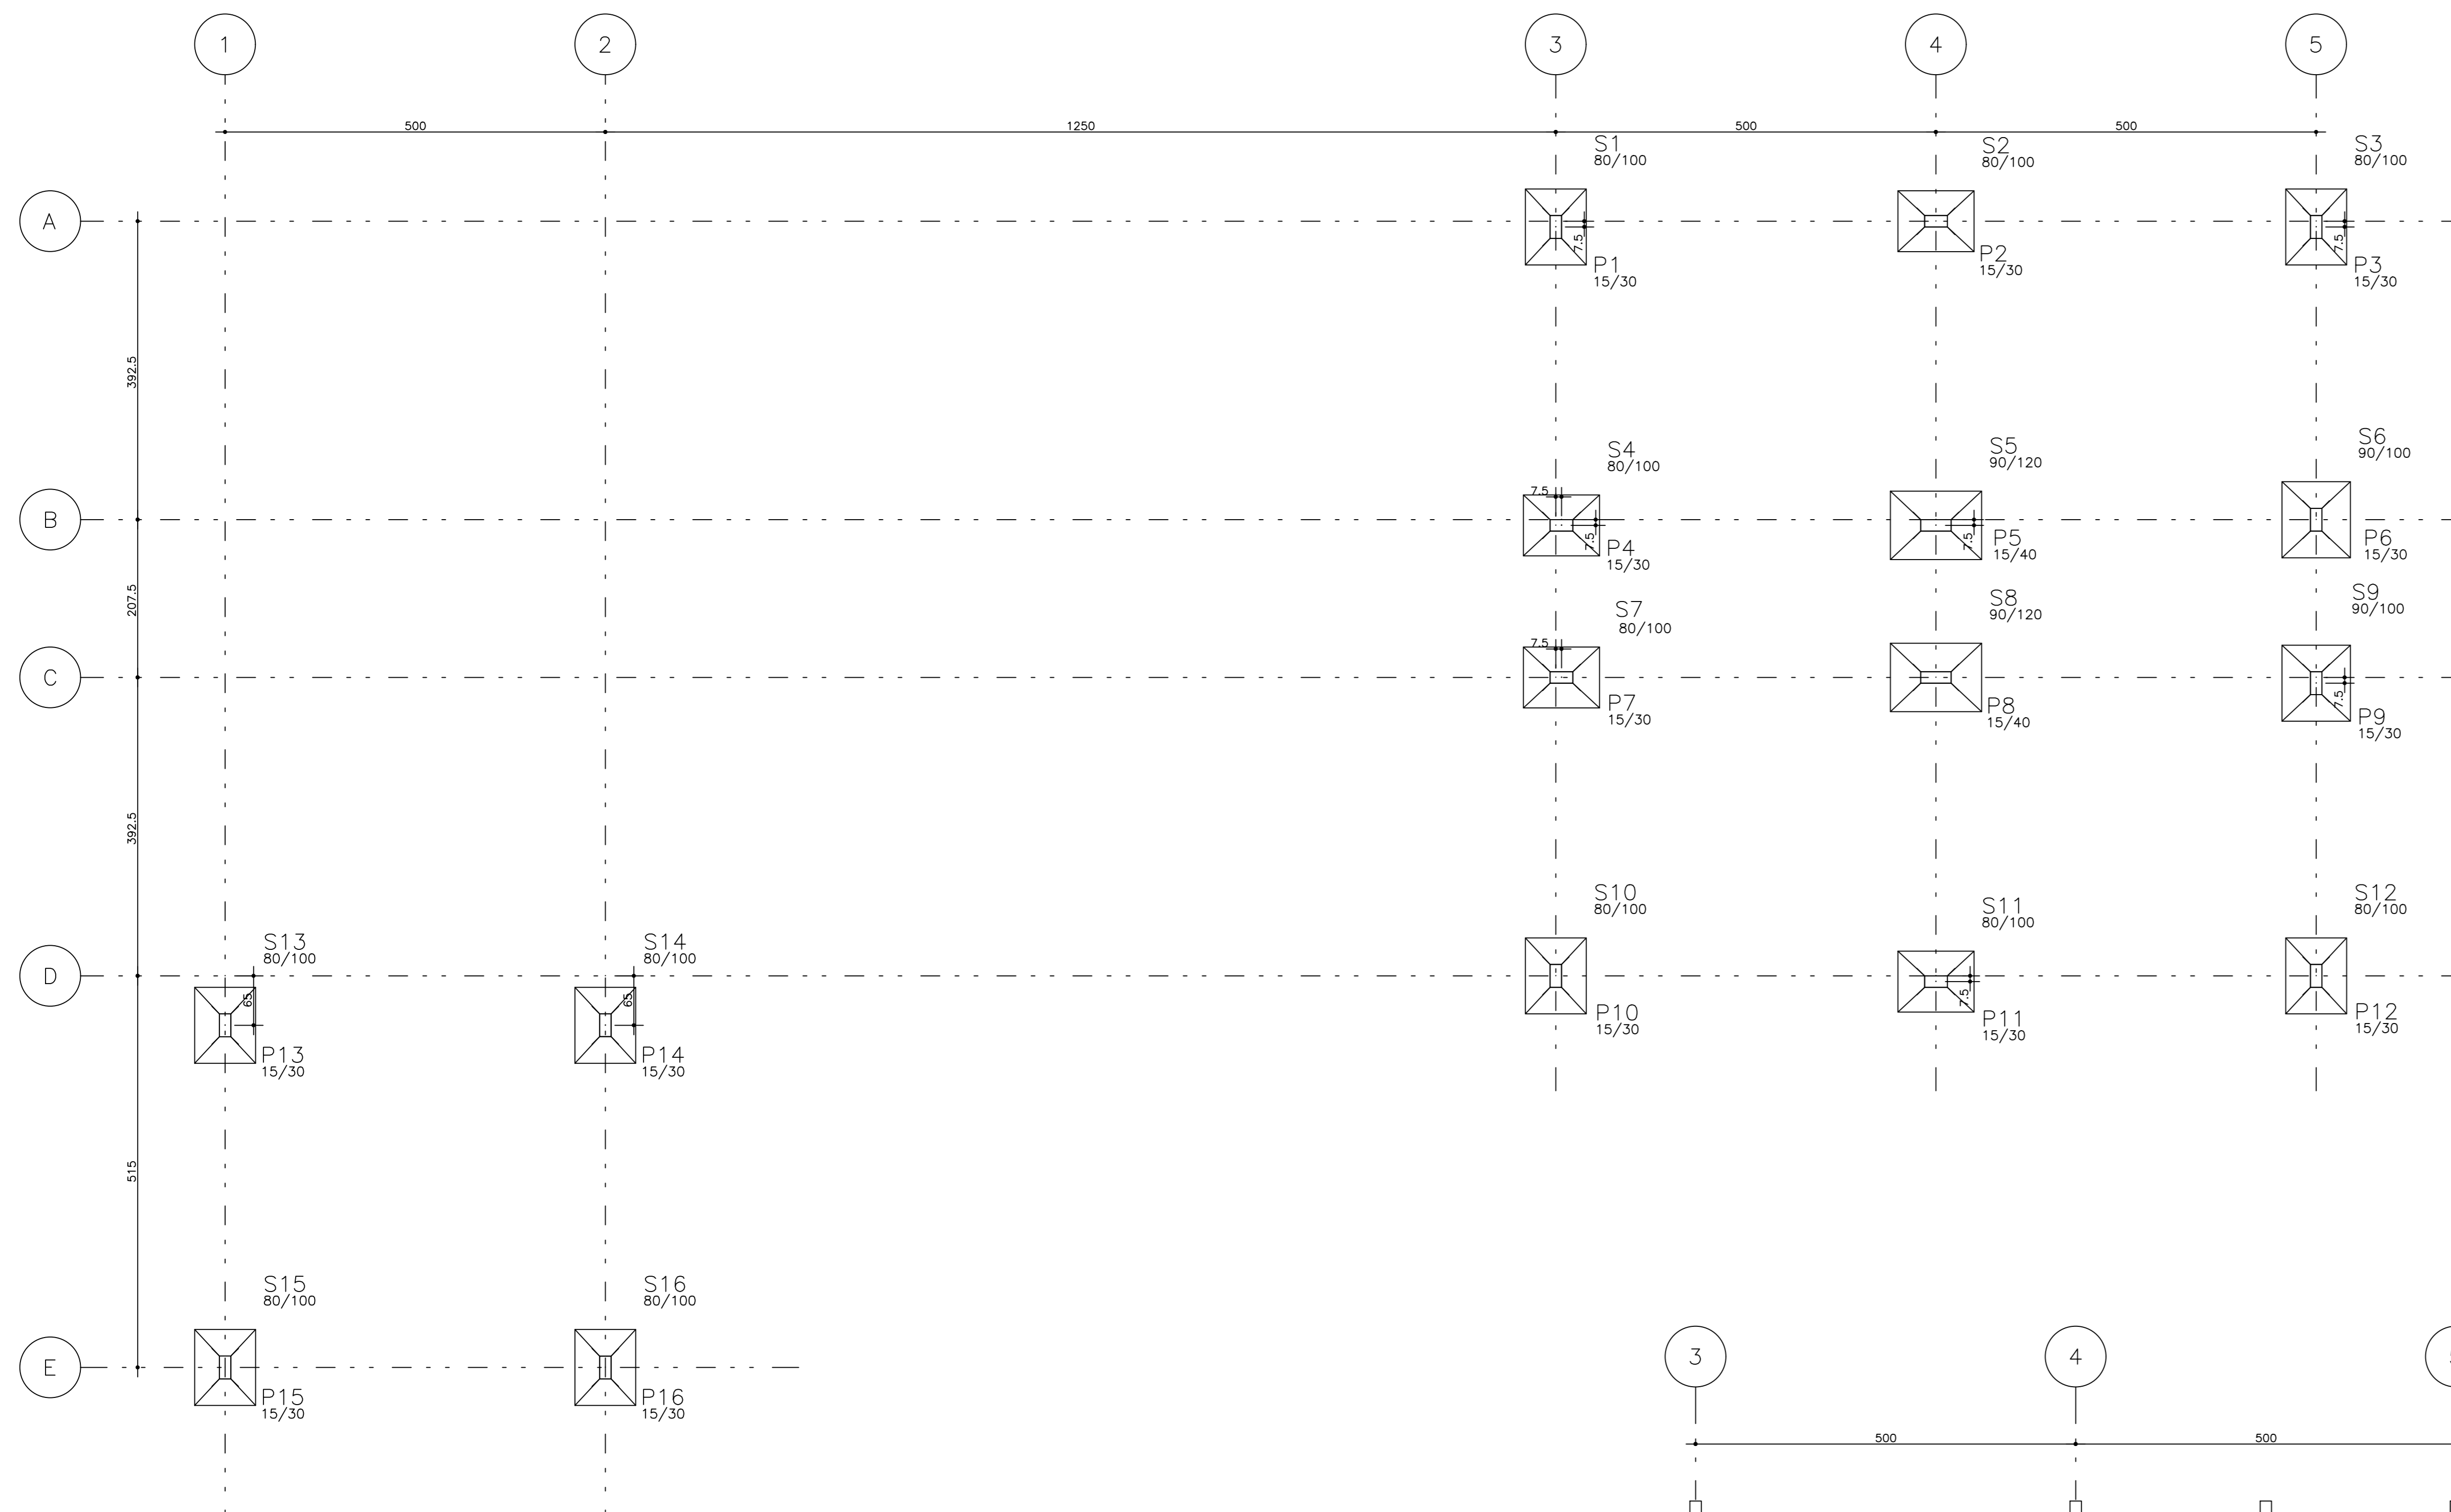 1
2
3
4
5
500
1250
500
500
S1
80/100
S2
80/100
S3
80/100
A
7.5
7.5
P1
15/30
P2
15/30
P3
15/30
392.5
S4
80/100
S5
90/120
S6
90/100
7.5
B
7.5
7.5
P4
15/30
P5
15/40
P6
15/30
207.5
S7
80/100
S8
90/120
S9
90/100
7.5
C
7.5
P7
15/30
P8
15/40
P9
15/30
392.5
S10
80/100
S11
80/100
S12
80/100
S13
80/100
S14
80/100
D
65
65
7.5
P10
15/30
P11
15/30
P12
15/30
P13
15/30
P14
15/30
515
S15
80/100
S16
80/100
E
P15
15/30
P16
15/30
3
4
500
500